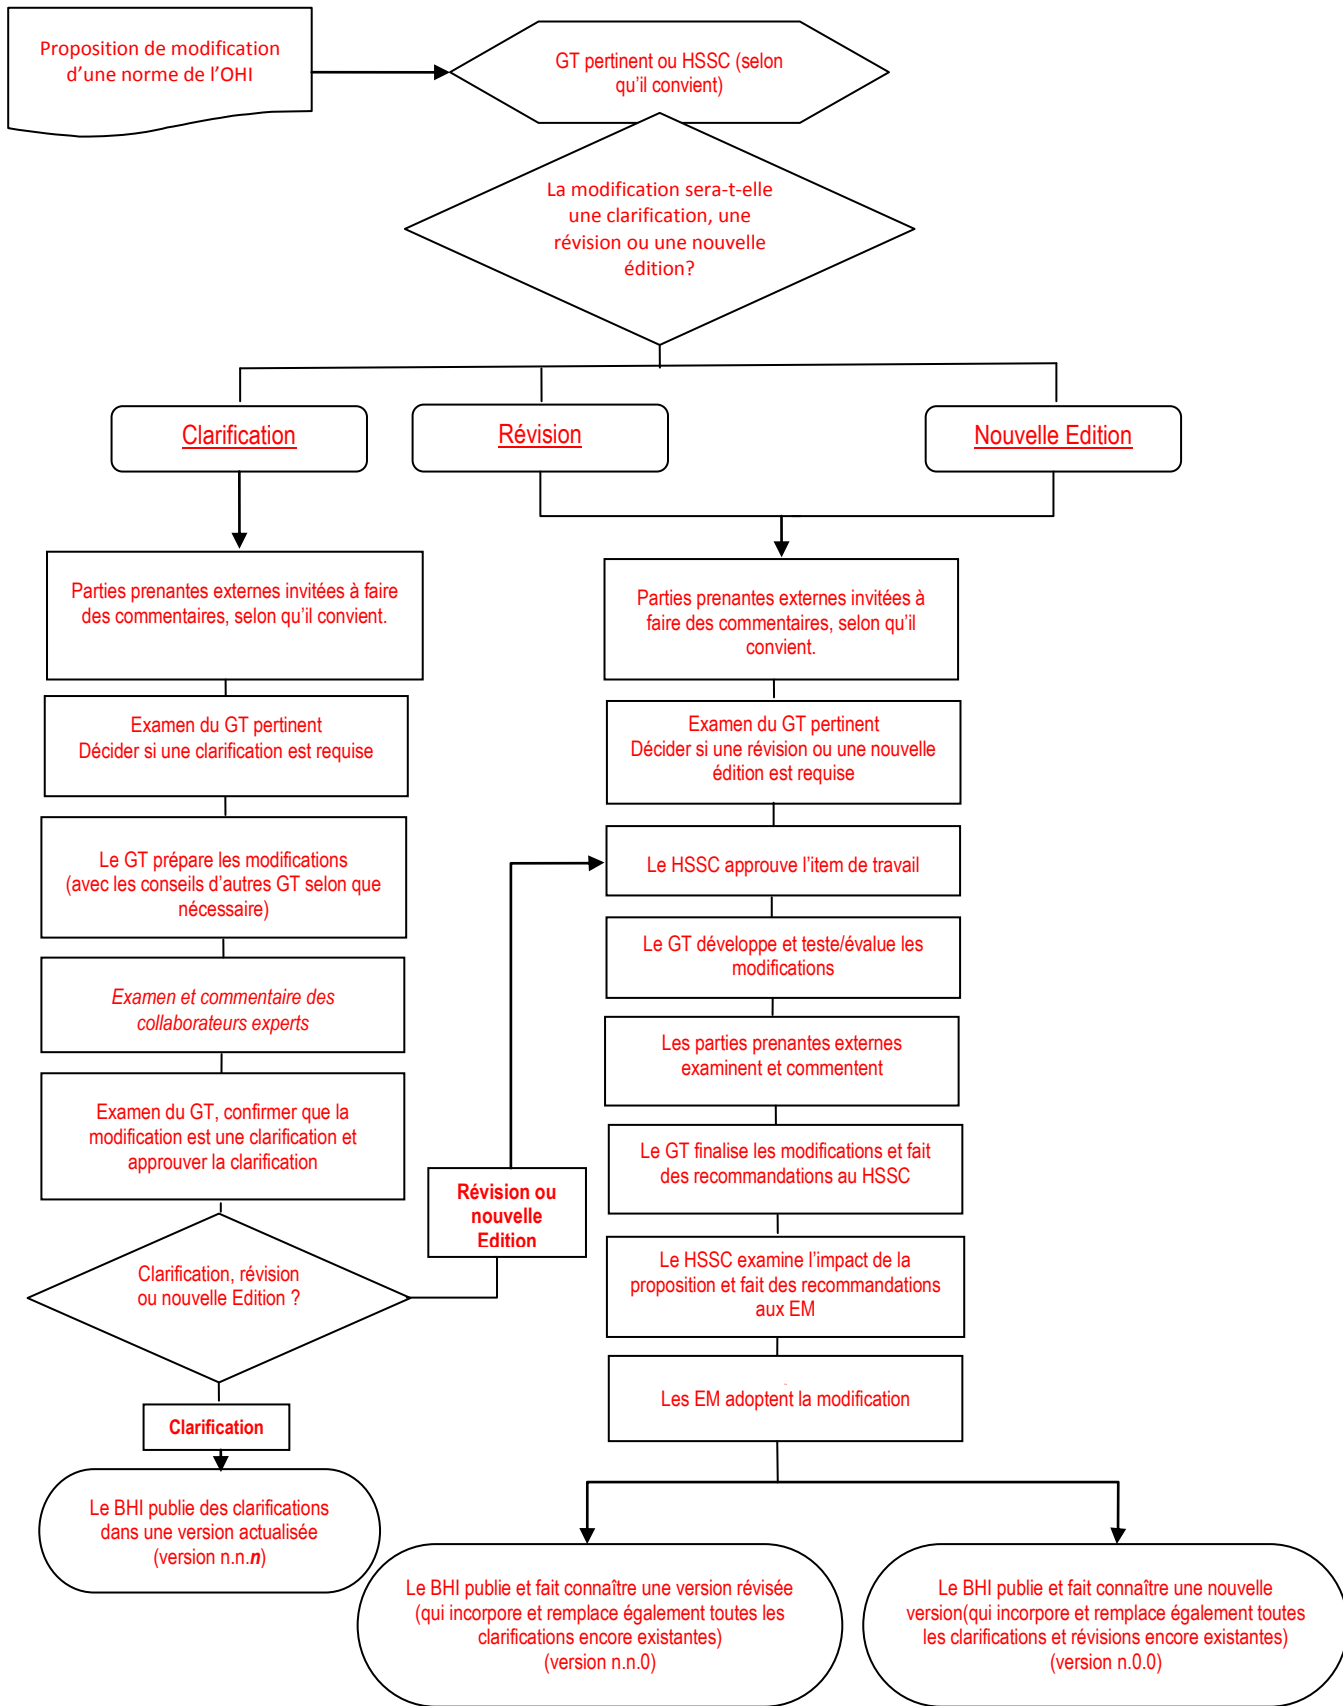 Proposition de modification
d'une norme de l'OHI
GT pertinent ou HSSC (selon
qu'il convient)
La modification sera-t-elle
une clarification, une
révision ou une nouvelle
édition?
Clarification
Révision
Nouvelle Edition
Parties prenantes externes invitées à faire
des commentaires, selon qu'il convient.
Examen du GT pertinent
Décider si une clarification est requise
Le GT prépare les modifications
(avec les conseils d'autres GT selon que
nécessaire)
Examen et commentaire des
collaborateurs experts
Examen du GT, confirmer que la
modification est une clarification et
approuver la clarification
Clarification, révision
ou nouvelle Edition ?
Révision ou
nouvelle
Edition
Clarification
Le BHI publie des clarifications
dans une version actualisée
(version n.n.n)
Parties prenantes externes invitées à
faire des commentaires, selon qu'il
convient.
Examen du GT pertinent
Décider si une révision ou une nouvelle
édition est requise
Le HSSC approuve l'item de travail
Le GT développe et teste/évalue les
modifications
Les parties prenantes externes
examinent et commentent
Le GT finalise les modifications et fait
des recommandations au HSSC
Le HSSC examine l'impact de la
proposition et fait des recommandations
aux EM
Les EM adoptent la modification
Le BHI publie et fait connaître une version révisée
(qui incorpore et remplace également toutes les
clarifications encore existantes)
(version n.n.0)
Le BHI publie et fait connaître une nouvelle
version(qui incorpore et remplace également toutes
les clarifications et révisions encore existantes)
(version n.0.0)